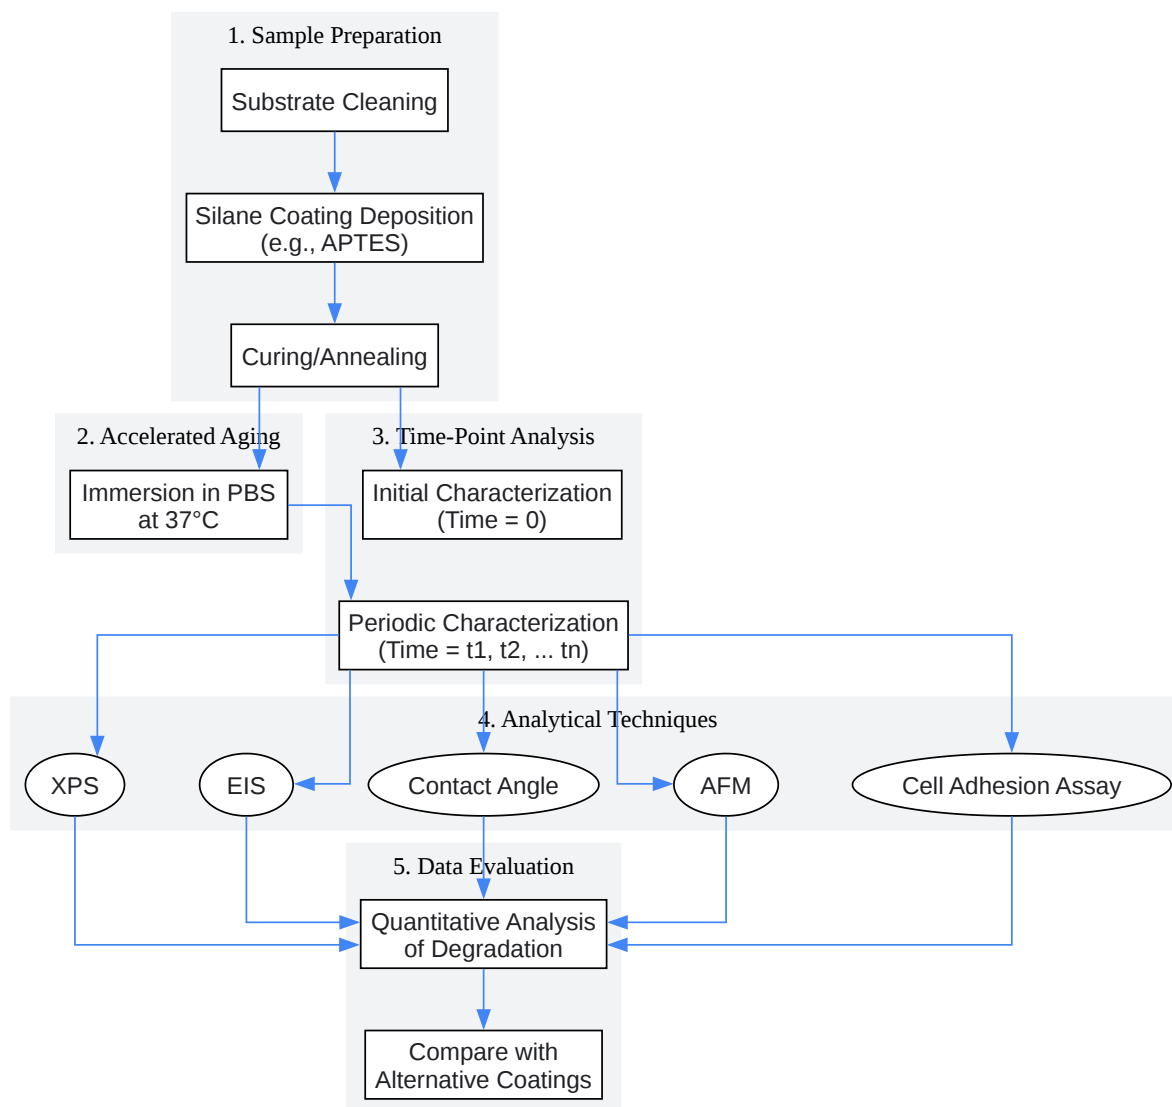 1. Sample Preparation
Substrate Cleaning
Silane Coating Deposition
(e.g., APTES)
Curing/Annealing
2. Accelerated Aging
3. Time-Point Analysis
Immersion in PBS
at 37°C
Initial Characterization
(Time = 0)
Periodic Characterization
(Time = t1, t2, ... tn)
4. Analytical Techniques
XPS
EIS
Contact Angle
AFM
Cell Adhesion Assay
5. Data Evaluation
Quantitative Analysis
of Degradation
Compare with
Alternative Coatings